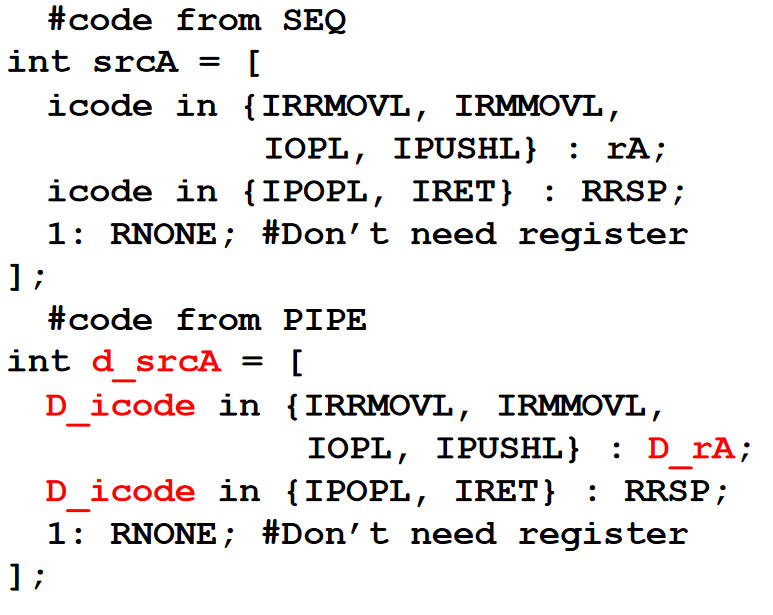 #code from SEQ
int srcA = [
icode in {IRRMOVL, IRMMOVL,
IOPL, IPUSHL} : rA;
icode in {IPOPL, IRET} : RRSP;
1: RNONE; #Don’t need register
];
#code from PIPE
int d_srcA = [
D_icode in {IRRMOVL, IRMMOVL,
IOPL, IPUSHL} : D_rA;
D_icode in {IPOPL, IRET} : RRSP;
1: RNONE; #Don’t need register
];